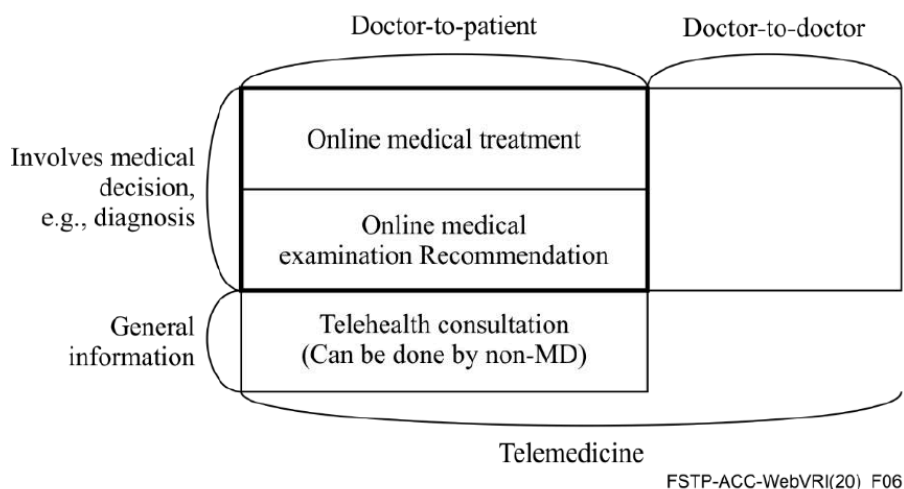 Doctor-to-patient
Doctor-to-doctor
Involves medical
decision,
e.g., diagnosis
Online medical treatment
Online medical
examination Recommendation
General
information
Telehealth consultation
(Can be done by non-MD)
Telemedicine
FSTP-ACC-WebVRI(20)_F06